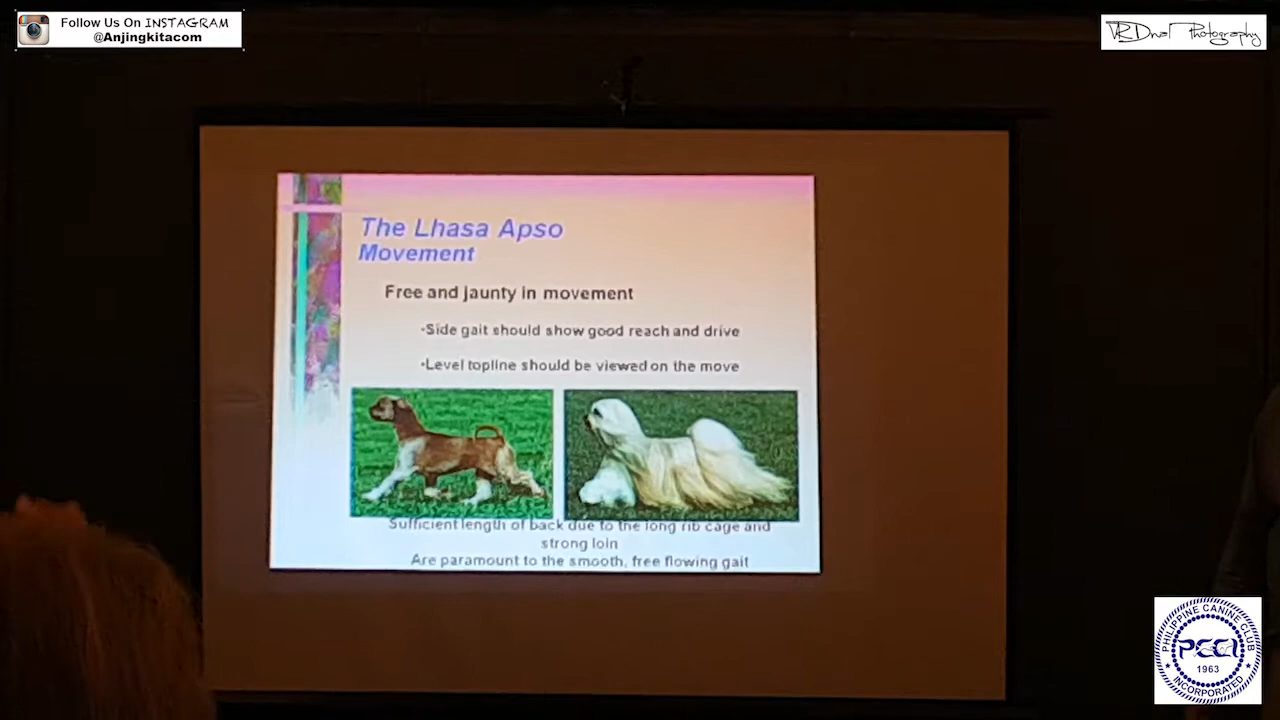 Follow Us On INSTAGRAM
@Anjingkitacom
VRDnal Photography
The Lhasa Apso
Movement
Free and jaunty in movement
•Side gait should show good reach and drive
•Level topline should be viewed on the move
Sufficient length of back due to the long rib cage and
strong loin
Are paramount to the smooth, free flowing gait
PHILIPPINE CANINE CLUB
PCCI
1963
INCORPORATED